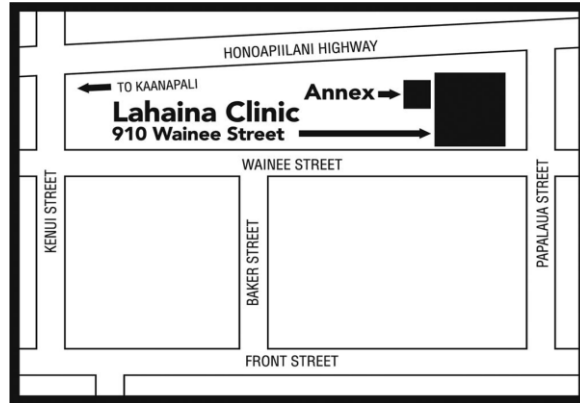 HONOAPIILANI HIGHWAY
TO KAANAPALI
Annex
Lahaina Clinic
910 Wainee Street
WAINEE STREET
KENUI STREET
BAKER STREET
PAPALAUA STREET
FRONT STREET